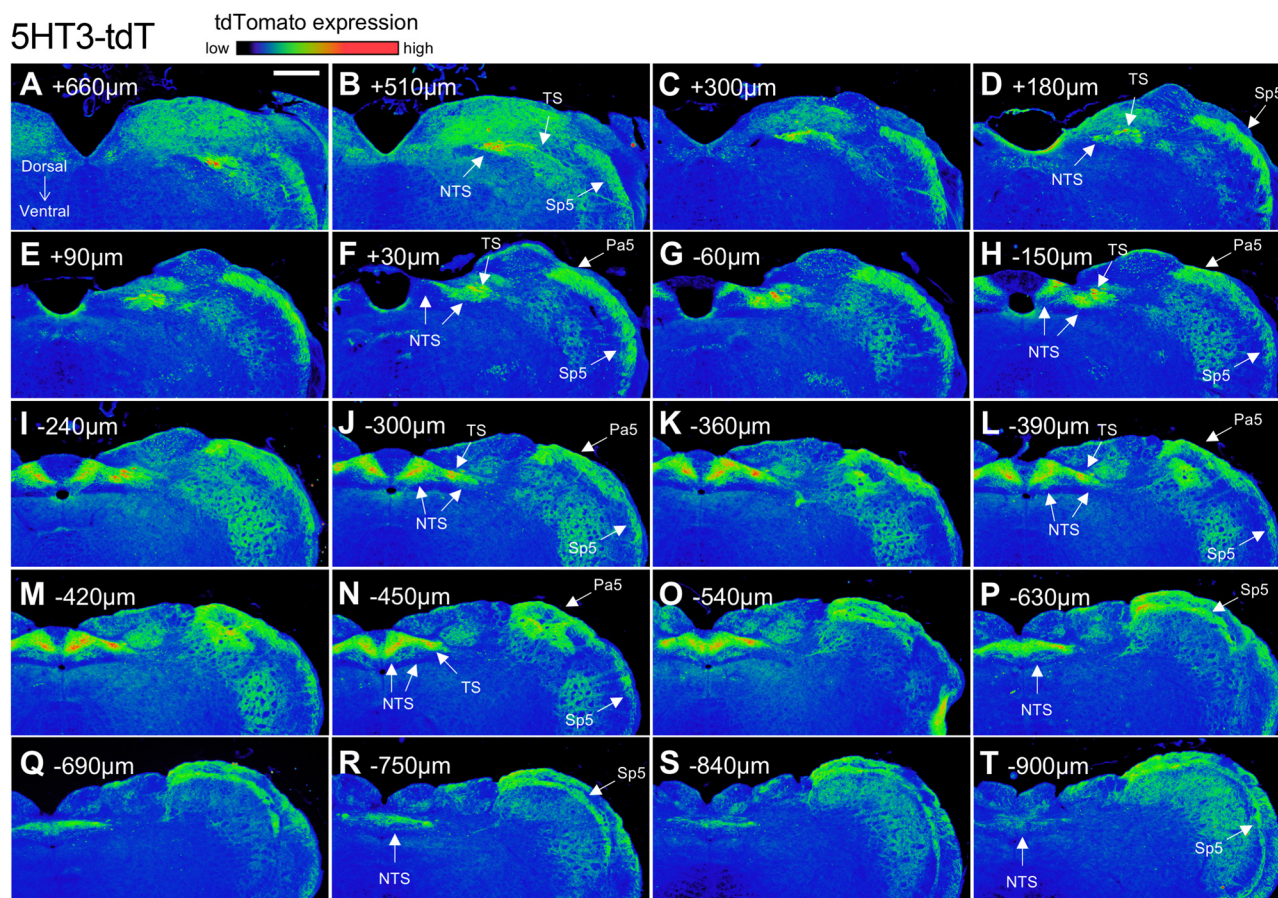 5HT3-tdT
tdTomato expression
low high
A +660µm
Dorsal
Ventral
B +510µm
TS
NTS
Sp5
C +300µm
D +180µm
TS
Sp5
NTS
E +90µm
F +30µm
TS
Pa5
NTS
Sp5
G -60µm
H -150µm
TS
Pa5
NTS
Sp5
I -240µm
J -300µm
TS
Pa5
NTS
Sp5
K -360µm
L -390µm
TS
Pa5
NTS
Sp5
M -420µm
N -450µm
Pa5
TS
NTS
Sp5
O -540µm
P -630µm
Sp5
NTS
Q -690µm
R -750µm
Sp5
NTS
S -840µm
T -900µm
Sp5
NTS